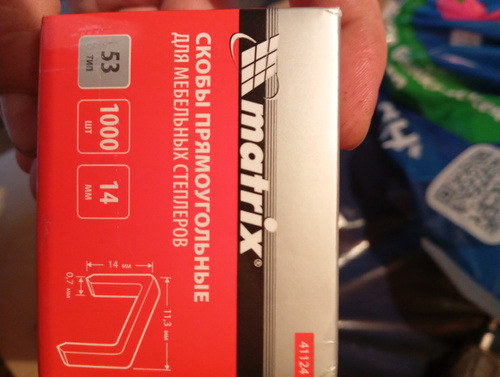 matrix®
СКОБЫ ПРЯМОУГОЛЬНЫЕ
ДЛЯ МЕБЕЛЬНЫХ СТЕПЛЕРОВ
53
ТИП
1000
ШТ
14
ММ
14 мм
0,7 мм
11,3 мм
41124